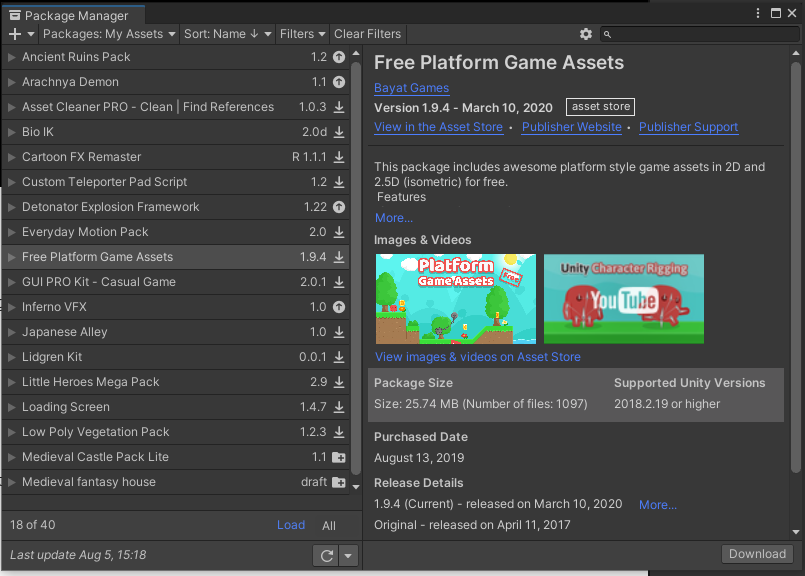 Package Manager
Packages: My Assets Sort: Name ↓ Filters Clear Filters
Ancient Ruins Pack 1.2
Arachnya Demon 1.1
Asset Cleaner PRO - Clean | Find References 1.0.3
Bio IK 2.0d
Cartoon FX Remaster R 1.1.1
Custom Teleporter Pad Script 1.2
Detonator Explosion Framework 1.22
Everyday Motion Pack 2.0
Free Platform Game Assets 1.9.4
GUI PRO Kit - Casual Game 2.0.1
Inferno VFX 1.0
Japanese Alley 1.0
Lidgren Kit 0.0.1
Little Heroes Mega Pack 2.9
Loading Screen 1.4.7
Low Poly Vegetation Pack 1.2.3
Medieval Castle Pack Lite 1.1
Medieval fantasy house draft
18 of 40 Load All
Last update Aug 5, 15:18
Free Platform Game Assets
Bayat Games
Version 1.9.4 - March 10, 2020 asset store
View in the Asset Store • Publisher Website • Publisher Support
This package includes awesome platform style game assets in 2D and
2.5D (isometric) for free.
Features
More...
Images & Videos
Platform
Game Assets
Free
Unity Character Rigging
YouTube
View images & videos on Asset Store
Package Size Supported Unity Versions
Size: 25.74 MB (Number of files: 1097) 2018.2.19 or higher
Purchased Date
August 13, 2019
Release Details
1.9.4 (Current) - released on March 10, 2020 More...
Original - released on April 11, 2017
Download